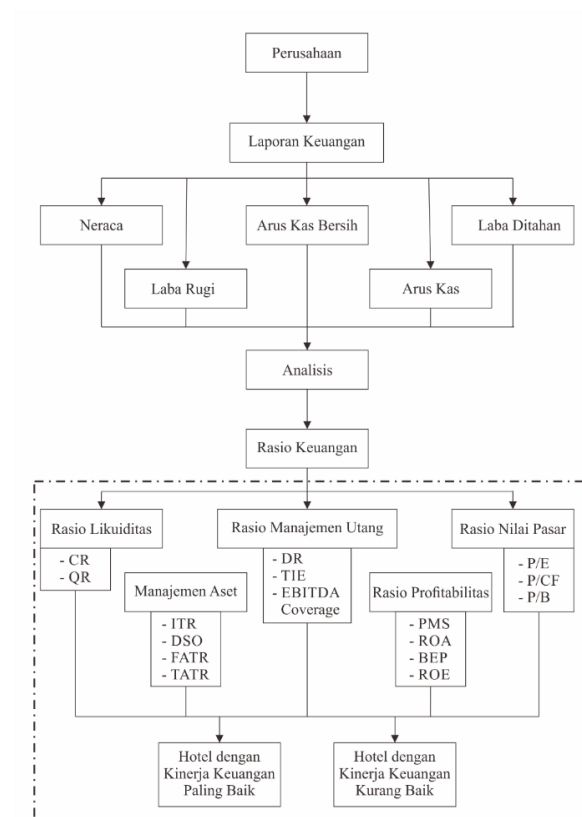 Perusahaan
Laporan Keuangan
Neraca
Arus Kas Bersih
Laba Ditahan
Laba Rugi
Arus Kas
Analisis
Rasio Keuangan
Rasio Likuiditas
- CR
- QR
Manajemen Aset
- ITR
- DSO
- FATR
- TATR
Rasio Manajemen Utang
- DR
- TIE
- EBITDA
Coverage
Rasio Profitabilitas
- PMS
- ROA
- BEP
- ROE
Rasio Nilai Pasar
- P/E
- P/CF
- P/B
Hotel dengan
Kinerja Keuangan
Paling Baik
Hotel dengan
Kinerja Keuangan
Kurang Baik